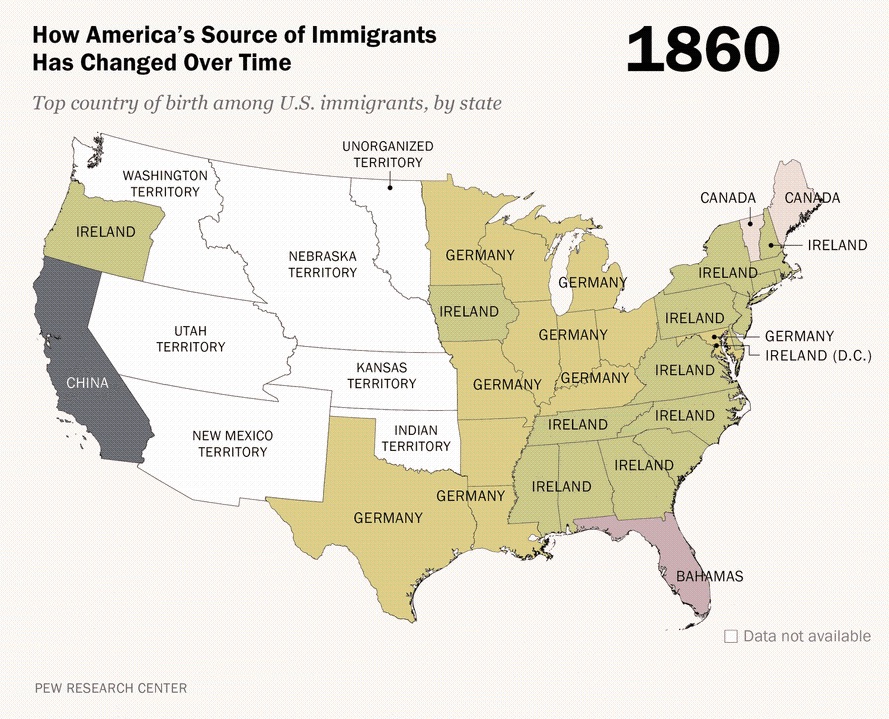 How America's Source of Immigrants
Has Changed Over Time
1860
Top country of birth among U.S. immigrants, by state
UNORGANIZED
TERRITORY
WASHINGTON
TERRITORY
CANADA
CANADA
IRELAND
IRELAND
NEBRASKA
TERRITORY
GERMANY
GERMANY
IRELAND
IRELAND
IRELAND
UTAH
TERRITORY
GERMANY
GERMANY
IRELAND (D.C.)
CHINA
KANSAS
TERRITORY
GERMANY
GERMANY
IRELAND
IRELAND
IRELAND
NEW MEXICO
TERRITORY
INDIAN
TERRITORY
IRELAND
GERMANY
IRELAND
GERMANY
BAHAMAS
Data not available
PEW RESEARCH CENTER